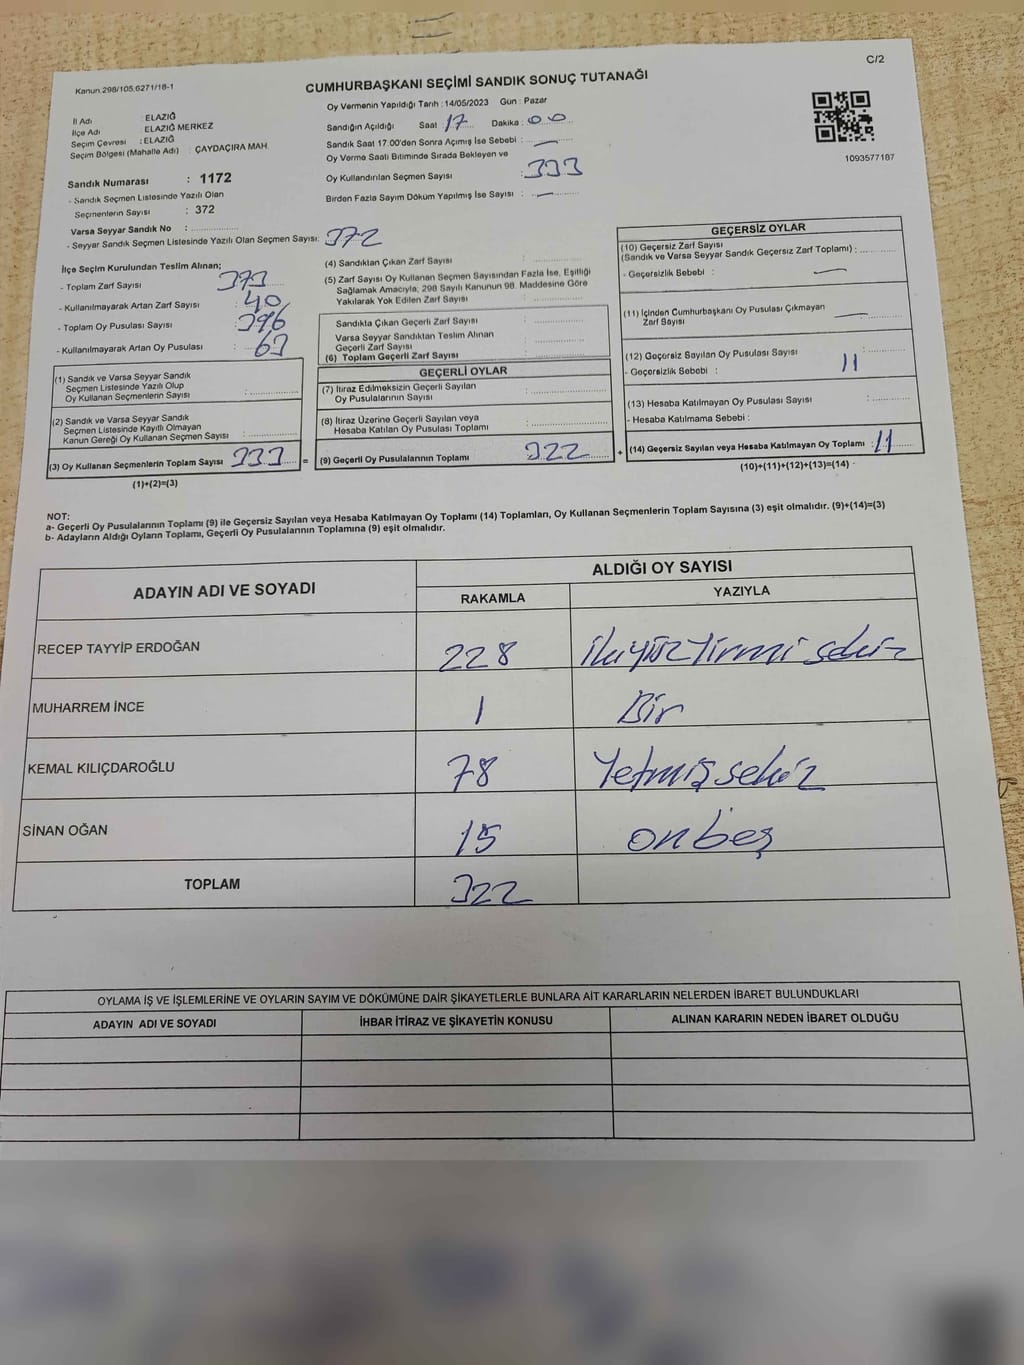 C/2
Kanun 298/105,6271/18-1
CUMHURBAŞKANI SEÇİMİ SANDIK SONUÇ TUTANAĞI
Oy Vermenin Yapıldığı Tarih : 14/05/2023 Gün : Pazar
İl Adı : ELAZIĞ
İlçe Adı : ELAZIĞ MERKEZ
Seçim Çevresi : ELAZIĞ
Seçim Bölgesi (Mahalle Adı) : ÇAYDAÇIRA MAH.
Sandığın Açıldığı Saat 17 Dakika : 00
Sandık Saat 17:00'den Sonra Açımış İse Sebebi : —
Oy Verme Saati Bitiminde Sırada Bekleyen ve
Oy Kullandırılan Seçmen Sayısı : 333
Birden Fazla Sayım Döküm Yapılmış İse Sayısı : —
1093577187
Sandık Numarası : 1172
- Sandık Seçmen Listesinde Yazılı Olan
Seçmenlerin Sayısı : 372
Varsa Seyyar Sandık No :
- Seyyar Sandık Seçmen Listesinde Yazılı Olan Seçmen Sayısı: 372
İlçe Seçim Kurulundan Teslim Alınan;
- Toplam Zarf Sayısı : 373
- Kullanılmayarak Artan Zarf Sayısı : 40
- Toplam Oy Pusulası Sayısı : 396
- Kullanılmayarak Artan Oy Pusulası : 63
(1) Sandık ve Varsa Seyyar Sandık
Seçmen Listesinde Yazılı Olup
Oy Kullanan Seçmenlerin Sayısı :
(2) Sandık ve Varsa Seyyar Sandık
Seçmen Listesinde Kayıtlı Olmayan
Kanun Gereği Oy Kullanan Seçmen Sayısı :
(3) Oy Kullanan Seçmenlerin Toplam Sayısı 333 =
(1)+(2)=(3)
(4) Sandıktan Çıkan Zarf Sayısı :
(5) Zarf Sayısı Oy Kullanan Seçmen Sayısından Fazla İse, Eşitliği
Sağlamak Amacıyla, 298 Sayılı Kanunun 98. Maddesine Göre
Yakılarak Yok Edilen Zarf Sayısı :
Sandıkta Çıkan Geçerli Zarf Sayısı :
Varsa Seyyar Sandıktan Teslim Alınan
Geçerli Zarf Sayısı :
(6) Toplam Geçerli Zarf Sayısı :
GEÇERLİ OYLAR
(7) İtiraz Edilmeksizin Geçerli Sayılan
Oy Pusulasının Sayısı :
(8) İtiraz Üzerine Geçerli Sayılan veya
Hesaba Katılan Oy Pusulası Toplamı :
(9) Geçerli Oy Pusulalarının Toplamı 322 +
GEÇERSİZ OYLAR
(10) Geçersiz Zarf Sayısı
(Sandık ve Varsa Seyyar Sandık Geçersiz Zarf Toplamı) :
- Geçersizlik Sebebi : —
(11) İçinden Cumhurbaşkanı Oy Pusulası Çıkmayan
Zarf Sayısı : —
(12) Geçersiz Sayılan Oy Pusulası Sayısı :
- Geçersizlik Sebebi : 11
(13) Hesaba Katılmayan Oy Pusulası Sayısı :
- Hesaba Katılmama Sebebi :
(14) Geçersiz Sayılan veya Hesaba Katılmayan Oy Toplamı : 11
(10)+(11)+(12)+(13)=(14)
NOT:
a- Geçerli Oy Pusulalarının Toplamı (9) ile Geçersiz Sayılan veya Hesaba Katılmayan Oy Toplamı (14) Toplamları, Oy Kullanan Seçmenlerin Toplam Sayısına (3) eşit olmalıdır. (9)+(14)=(3)
b- Adayların Aldığı Oyların Toplamı, Geçerli Oy Pusulalarının Toplamına (9) eşit olmalıdır.
ADAYIN ADI VE SOYADI
ALDIĞI OY SAYISI
RAKAMLA YAZIYLA
RECEP TAYYİP ERDOĞAN 228 ikiyüzyirmi sekiz
MUHARREM İNCE 1 Bir
KEMAL KILIÇDAROĞLU 78 Yetmiş sekiz
SİNAN OĞAN 15 on beş
TOPLAM 322
OYLAMA İŞ VE İŞLEMLERİNE VE OYLARIN SAYIM VE DÖKÜMÜNE DAİR ŞİKAYETLERLE BUNLARA AİT KARARLARIN NELERDEN İBARET BULUNDUKLARI
ADAYIN ADI VE SOYADI İHBAR İTİRAZ VE ŞİKAYETİN KONUSU ALINAN KARARIN NEDEN İBARET OLDUĞU